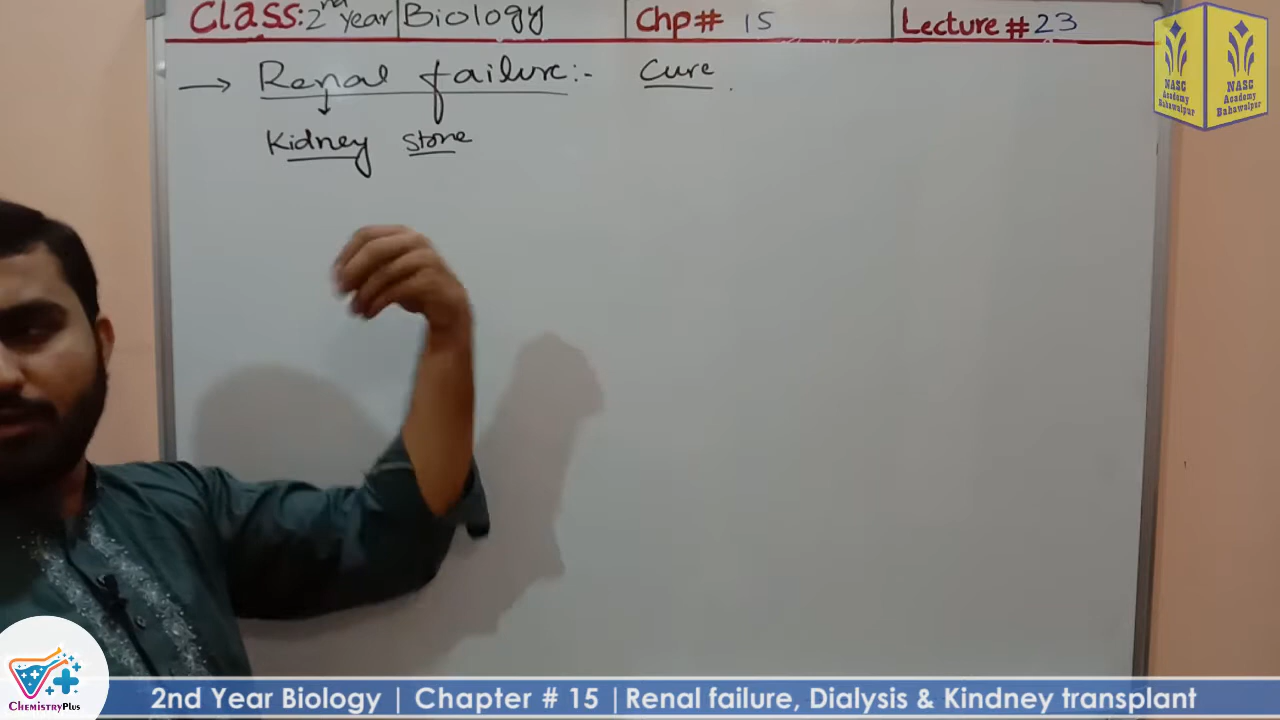 Class: 2nd year Biology Chp# 15 Lecture # 23
→ Renal failure:- Cure.
Kidney stone
NASC Academy Bahawalpur
NASC Academy Bahawalpur
ChemistryPlus
2nd Year Biology | Chapter # 15 | Renal failure, Dialysis & Kindney transplant